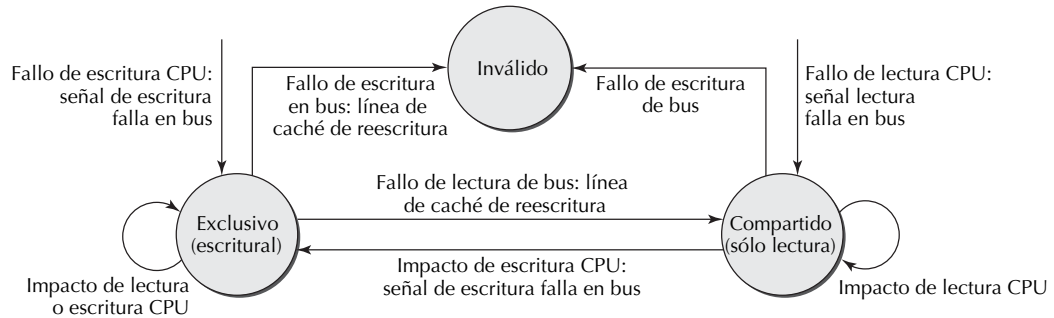 Fallo de escritura CPU:
señal de escritura
falla en bus
Fallo de escritura
en bus: línea de
caché de reescritura
Inválido
Fallo de escritura
de bus
Fallo de lectura CPU:
señal lectura
falla en bus
Exclusivo
(escritural)
Fallo de lectura de bus: línea
de caché de reescritura
Compartido
(sólo lectura)
Impacto de lectura
o escritura CPU
Impacto de escritura CPU:
señal de escritura falla en bus
Impacto de lectura CPU